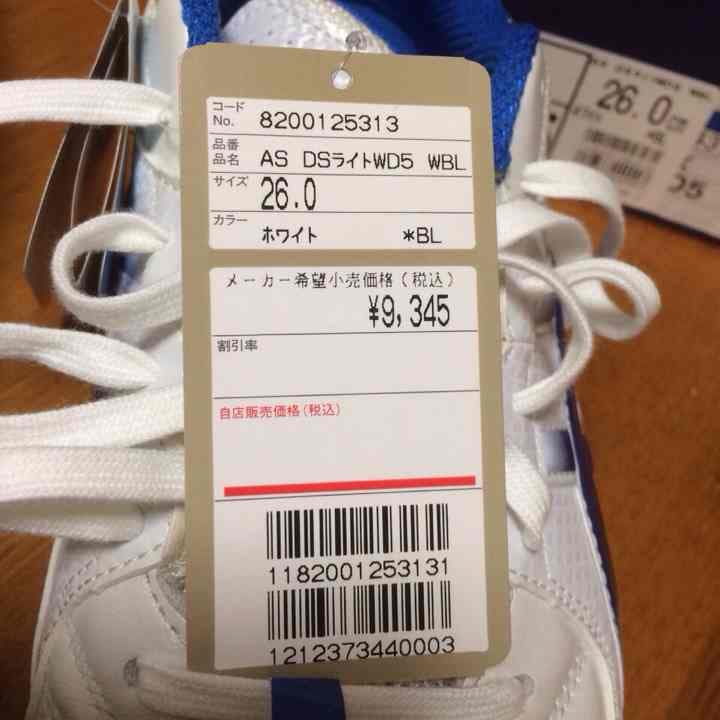 コード
No. 8200125313
品番
品名 AS DSライトWD5 WBL
サイズ 26.0
カラー
ホワイト *BL
メーカー希望小売価格(税込)
¥9,345
割引率
自店販売価格(税込)
1182001253131
1212373440003
26.0